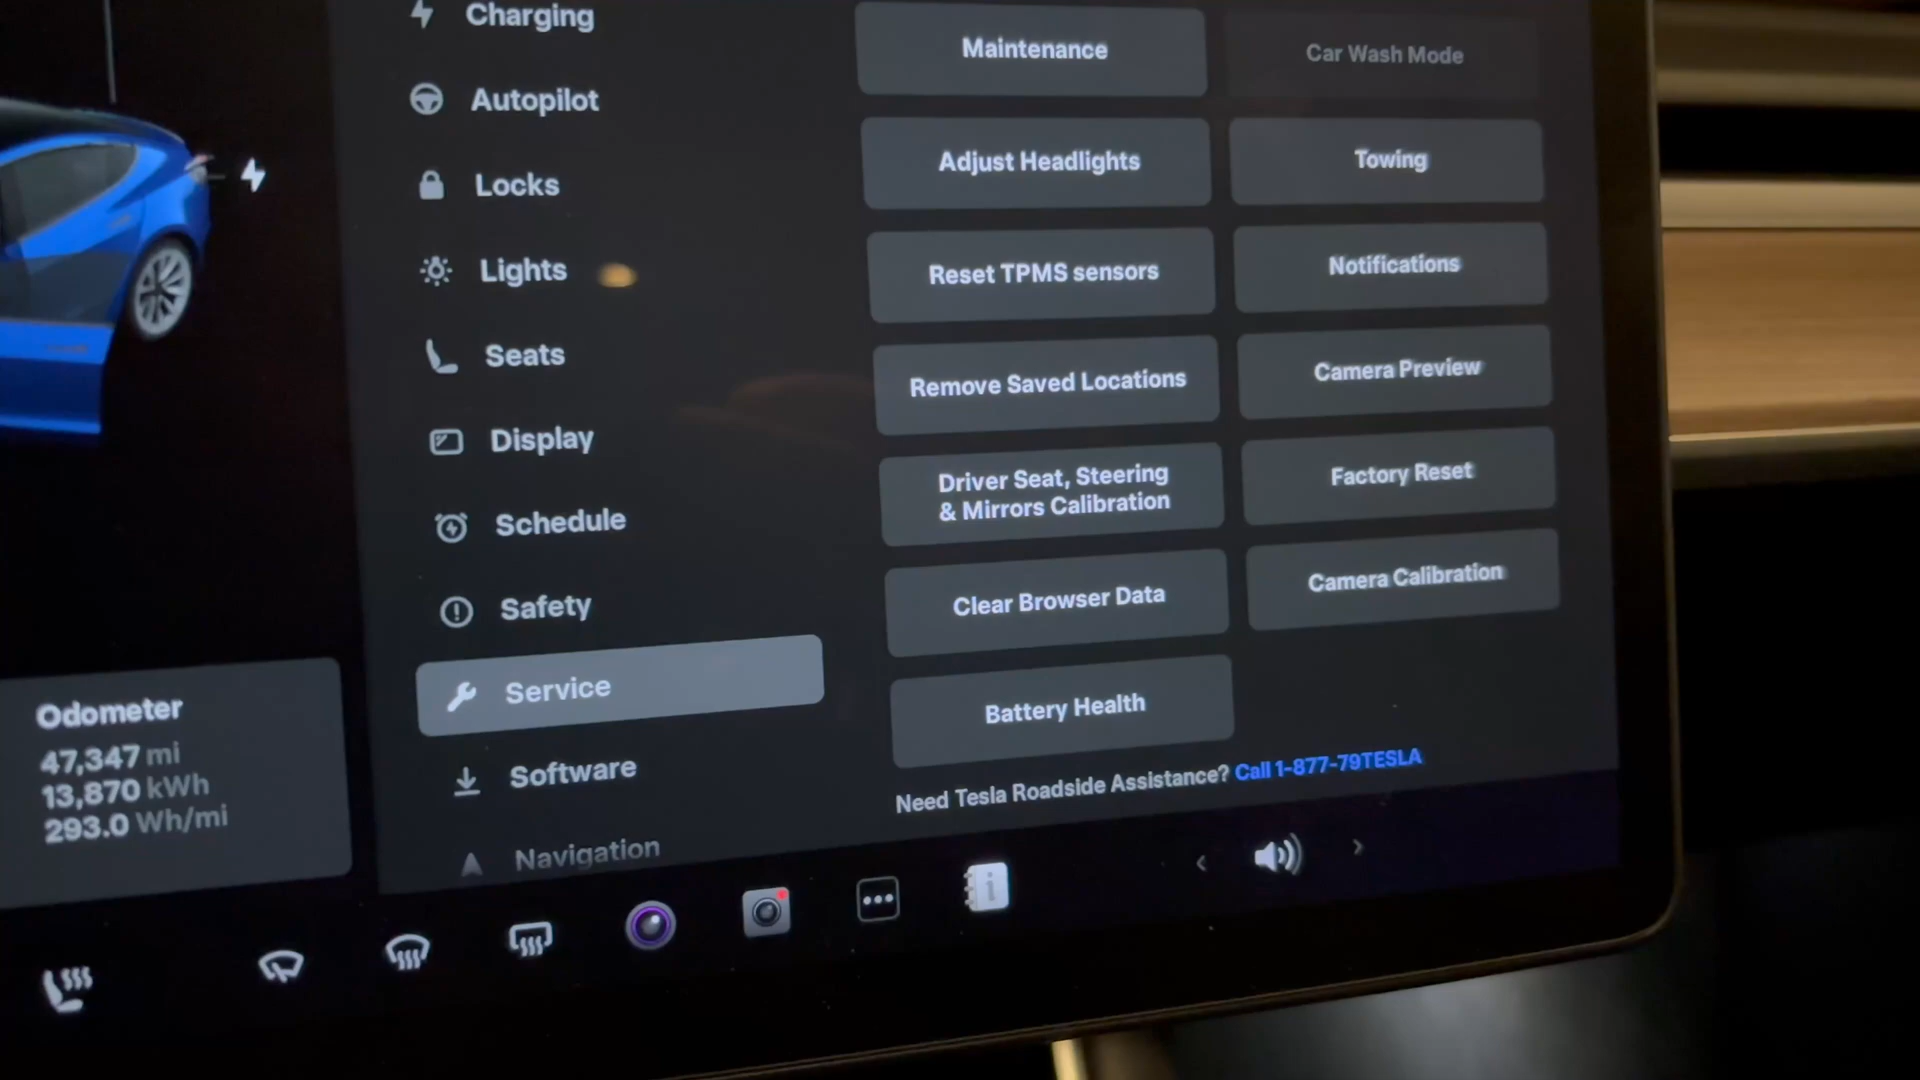 Charging
Autopilot
Locks
Lights
Seats
Display
Schedule
Safety
Service
Software
Navigation
Maintenance
Car Wash Mode
Adjust Headlights
Towing
Reset TPMS sensors
Notifications
Remove Saved Locations
Camera Preview
Driver Seat, Steering
& Mirrors Calibration
Factory Reset
Clear Browser Data
Camera Calibration
Battery Health
Need Tesla Roadside Assistance? Call 1-877-79TESLA
Odometer
47,347 mi
13,870 kWh
293.0 Wh/mi